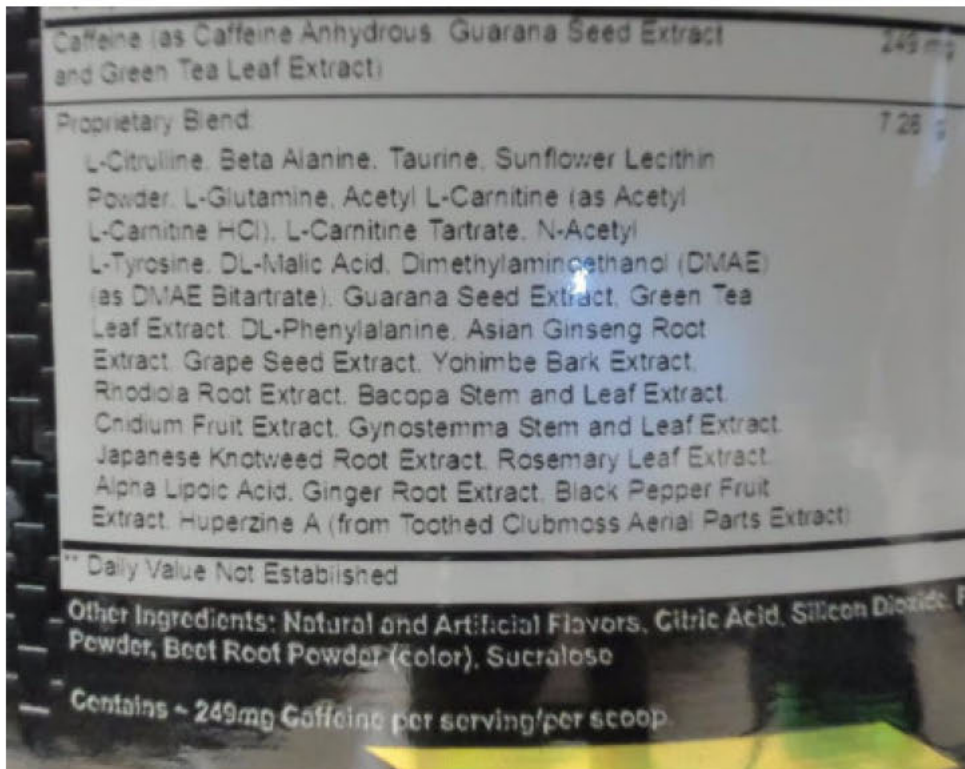 Caffeine (as Caffeine Anhydrous, Guarana Seed Extract 249 mg
and Green Tea Leaf Extract)
Proprietary Blend: 7.26 g
L-Citrulline, Beta Alanine, Taurine, Sunflower Lecithin
Powder, L-Glutamine, Acetyl L-Carnitine (as Acetyl
L-Carnitine HCl), L-Carnitine Tartrate, N-Acetyl
L-Tyrosine, DL-Malic Acid, Dimethylaminoethanol (DMAE)
(as DMAE Bitartrate), Guarana Seed Extract, Green Tea
Leaf Extract, DL-Phenylalanine, Asian Ginseng Root
Extract, Grape Seed Extract, Yohimbe Bark Extract,
Rhodiola Root Extract, Bacopa Stem and Leaf Extract,
Cnidium Fruit Extract, Gynostemma Stem and Leaf Extract,
Japanese Knotweed Root Extract, Rosemary Leaf Extract,
Alpha Lipoic Acid, Ginger Root Extract, Black Pepper Fruit
Extract, Huperzine A (from Toothed Clubmoss Aerial Parts Extract)
** Daily Value Not Established
Other Ingredients: Natural and Artificial Flavors, Citric Acid, Silicon Dioxide,
Powder, Beet Root Powder (color), Sucralose
Contains ~ 249mg Caffeine per serving/per scoop.